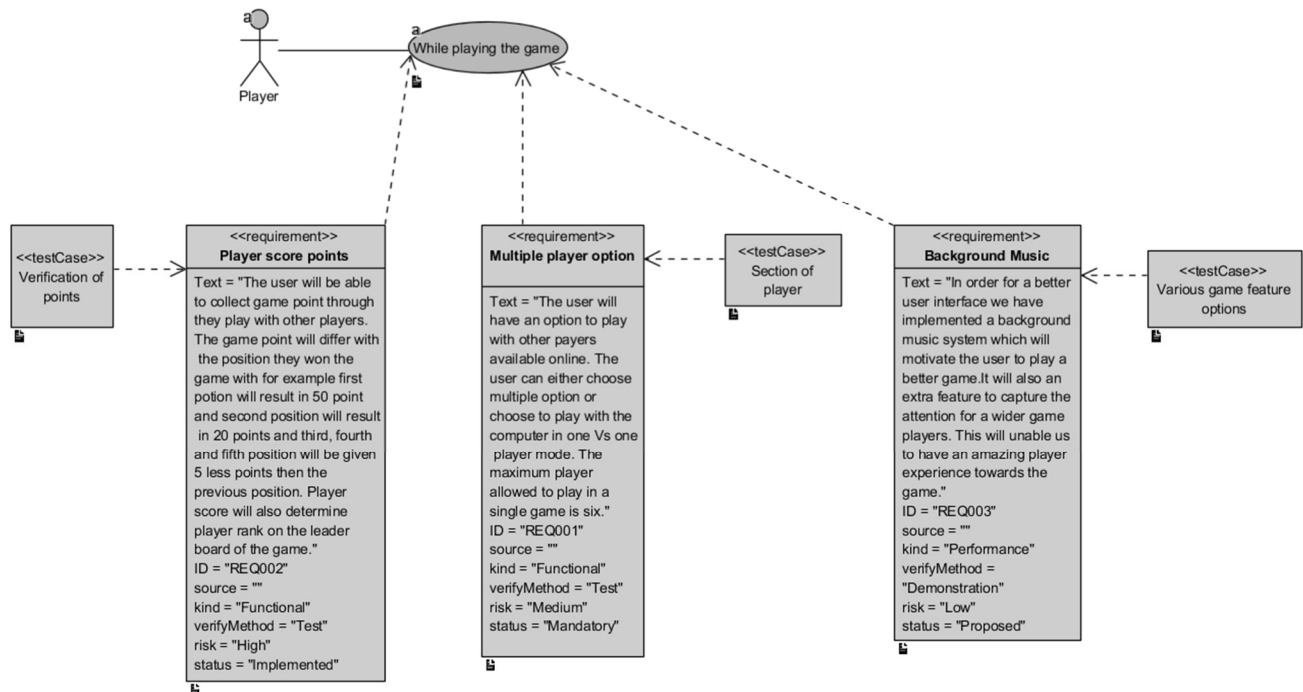 a
Player
a
While playing the game
<<testCase>>
Verification of
points
<<requirement>>
Player score points
Text = "The user will be able
to collect game point through
they play with other players.
The game point will differ with
the position they won the
game with for example first
potion will result in 50 point
and second position will result
in 20 points and third, fourth
and fifth position will be given
5 less points then the
previous position. Player
score will also determine
player rank on the leader
board of the game."
ID = "REQ002"
source = ""
kind = "Functional"
verifyMethod = "Test"
risk = "High"
status = "Implemented"
<<requirement>>
Multiple player option
Text = "The user will
have an option to play
with other payers
available online. The
user can either choose
multiple option or
choose to play with the
computer in one Vs one
player mode. The
maximum player
allowed to play in a
single game is six."
ID = "REQ001"
source = ""
kind = "Functional"
verifyMethod = "Test"
risk = "Medium"
status = "Mandatory"
<<testCase>>
Section of
player
<<requirement>>
Background Music
Text = "In order for a better
user interface we have
implemented a background
music system which will
motivate the user to play a
better game.It will also an
extra feature to capture the
attention for a wider game
players. This will unable us
to have an amazing player
experience towards the
game."
ID = "REQ003"
source = ""
kind = "Performance"
verifyMethod =
"Demonstration"
risk = "Low"
status = "Proposed"
<<testCase>>
Various game feature
options